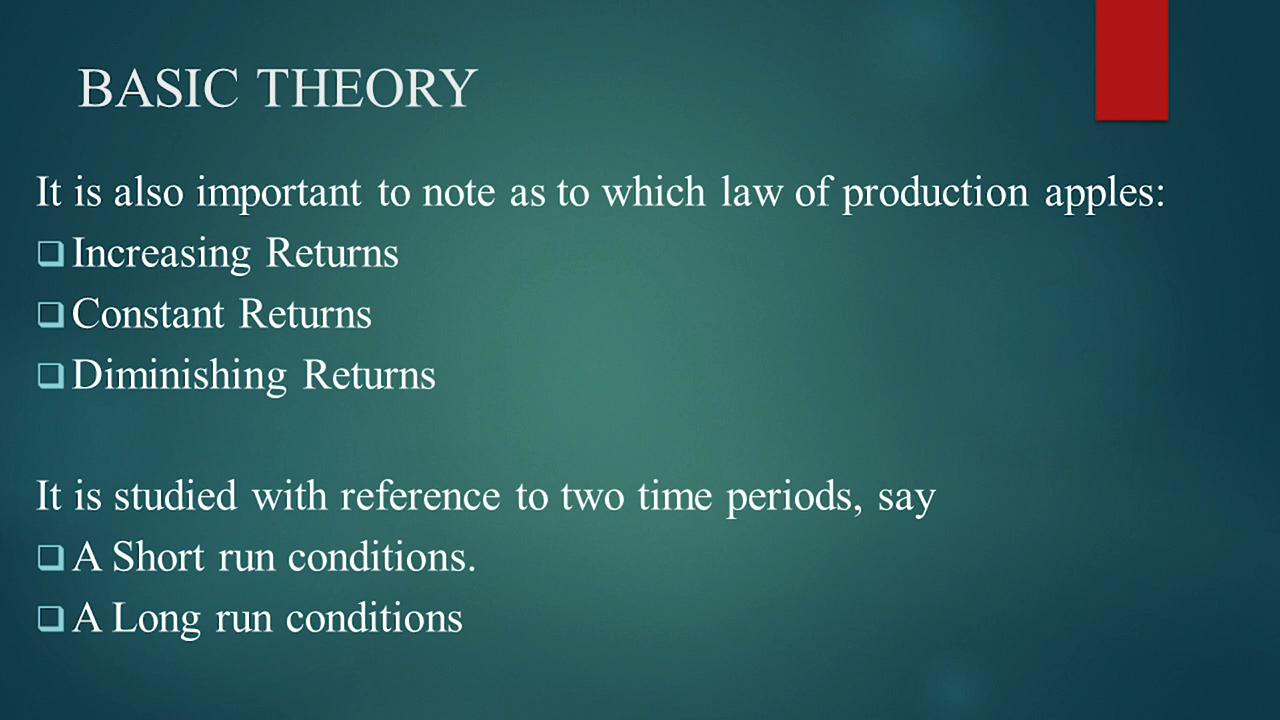 BASIC THEORY
It is also important to note as to which law of production apples:
Increasing Returns
Constant Returns
Diminishing Returns
It is studied with reference to two time periods, say
A Short run conditions.
A Long run conditions